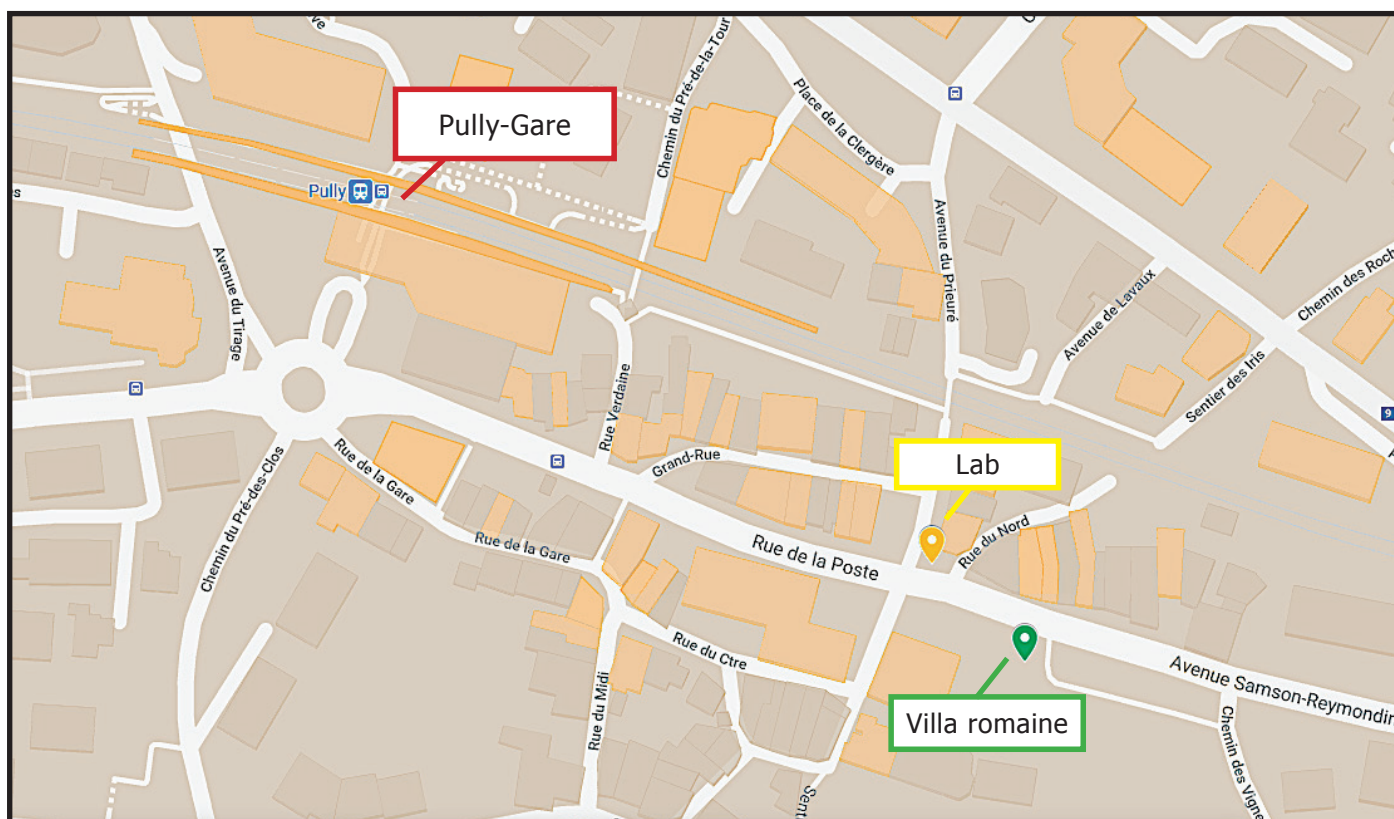 Pully-Gare
Chemin du Pré-de-la-Tour
Place de la Clergère
Pully
Avenue du Prieuré
Avenue du Tirage
Avenue de Lavaux
Chemin des Roch
Sentier des Iris
Rue Verdaine
9
Grand-Rue
Lab
Rue de la Gare
Chemin du Pré-des-Clos
Rue de la Gare
Rue de la Poste
Rue du Nord
Rue du Ctre
Avenue Samson-Reymondin
Villa romaine
Rue du Midi
Chemin des Vigne
Sent